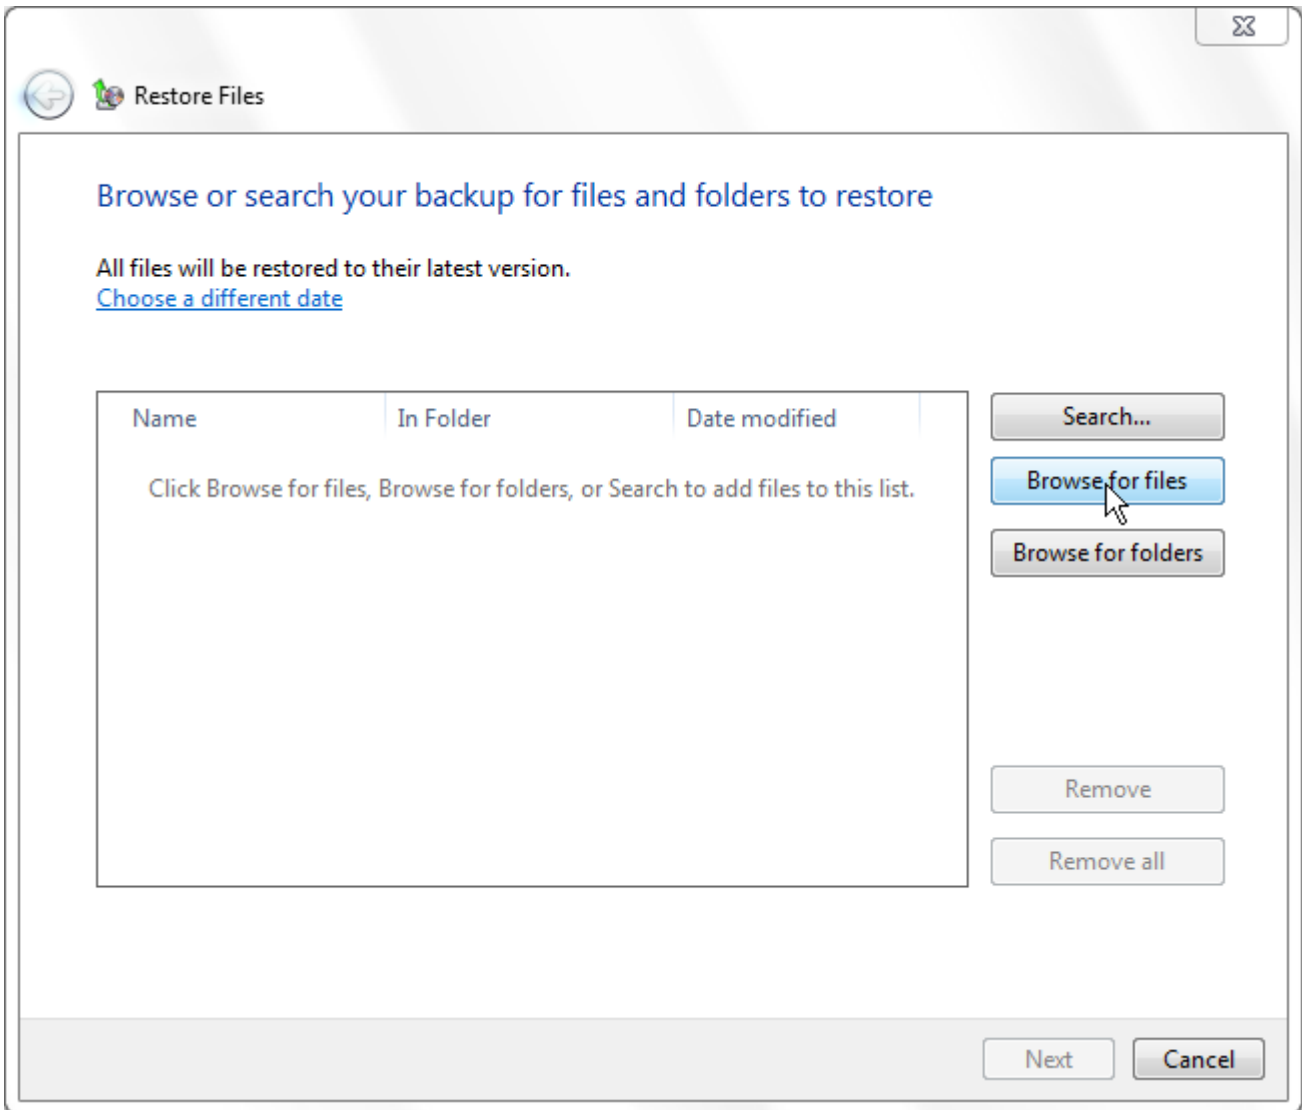 Restore Files
Browse or search your backup for files and folders to restore
All files will be restored to their latest version.
Choose a different date
Name In Folder Date modified
Click Browse for files, Browse for folders, or Search to add files to this list.
Search...
Browse for files
Browse for folders
Remove
Remove all
Next Cancel